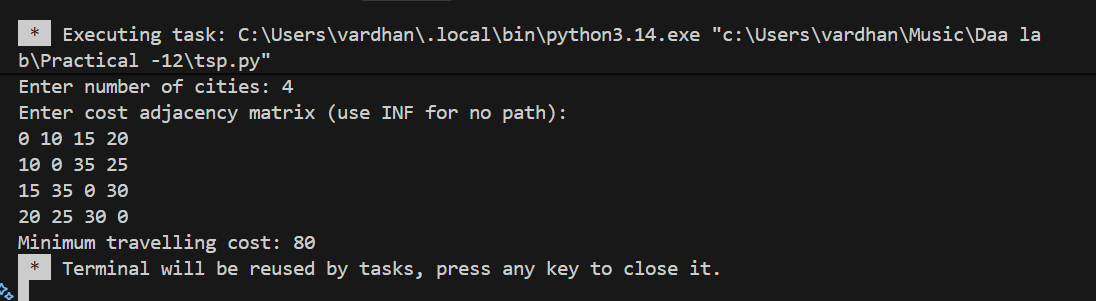 * Executing task: C:\Users\vardhan\.local\bin\python3.14.exe "c:\Users\vardhan\Music\Daa la
b\Practical -12\tsp.py"
Enter number of cities: 4
Enter cost adjacency matrix (use INF for no path):
0 10 15 20
10 0 35 25
15 35 0 30
20 25 30 0
Minimum travelling cost: 80
* Terminal will be reused by tasks, press any key to close it.